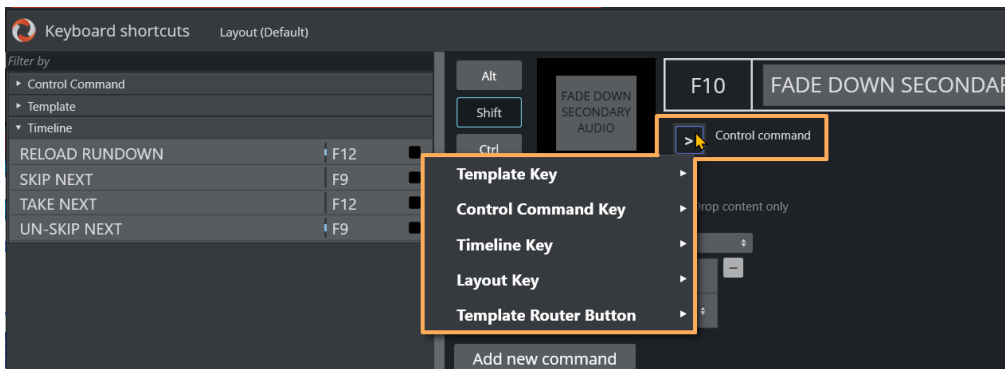 Keyboard shortcuts Layout (Default)
Filter by
Control Command
Template
Timeline
RELOAD RUNDOWN F12
SKIP NEXT F9
TAKE NEXT F12
UN-SKIP NEXT F9
Alt
Shift
Ctrl
FADE DOWN
SECONDARY
AUDIO
F10 FADE DOWN SECONDAR
> Control command
Template Key
Control Command Key
Timeline Key
Layout Key
Template Router Button
Drop content only
Add new command